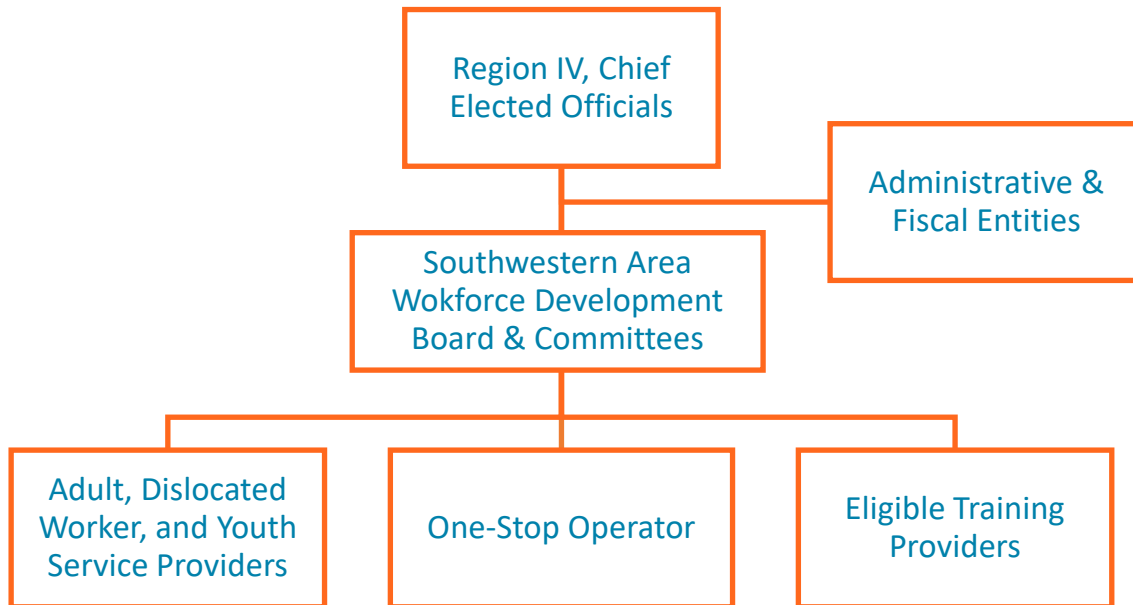 Region IV, Chief
Elected Officials
Administrative &
Fiscal Entities
Southwestern Area
Wokforce Development
Board & Committees
Adult, Dislocated
Worker, and Youth
Service Providers
One-Stop Operator
Eligible Training
Providers